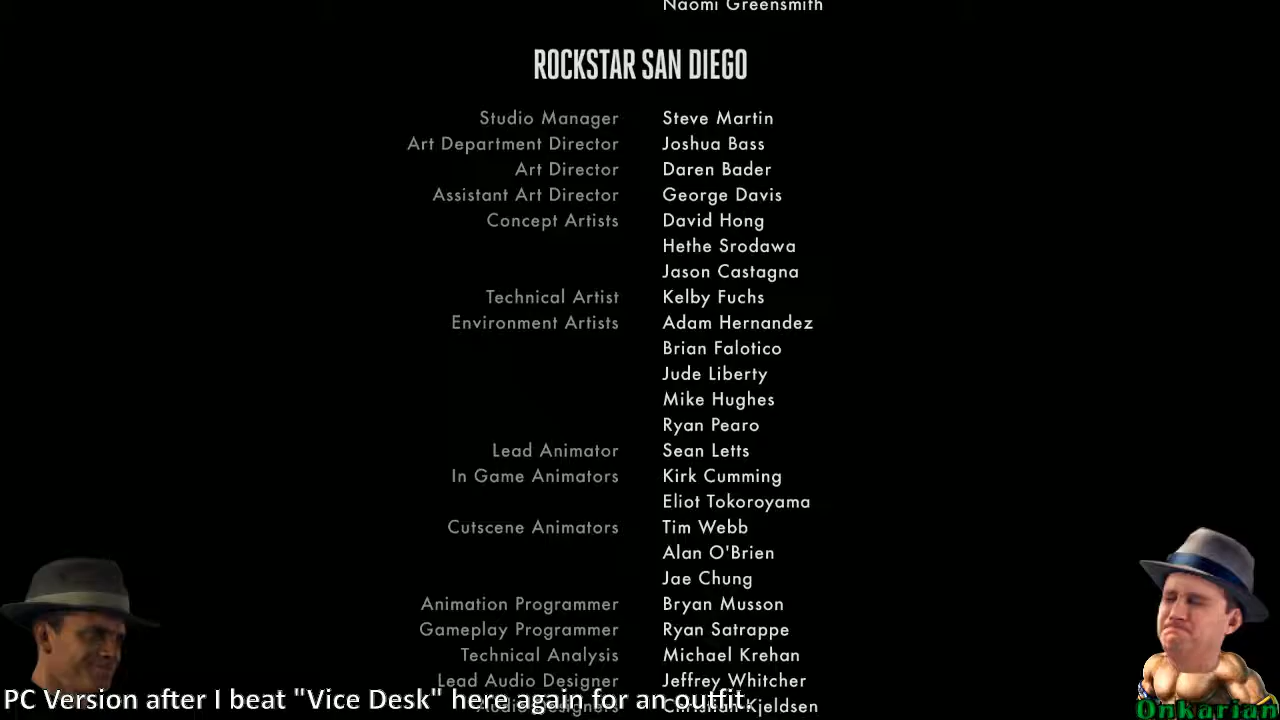 Naomi Greensmith
ROCKSTAR SAN DIEGO
Studio Manager Steve Martin
Art Department Director Joshua Bass
Art Director Daren Bader
Assistant Art Director George Davis
Concept Artists David Hong
Hethe Srodawa
Jason Castagna
Technical Artist Kelby Fuchs
Environment Artists Adam Hernandez
Brian Falotico
Jude Liberty
Mike Hughes
Ryan Pearo
Lead Animator Sean Letts
In Game Animators Kirk Cumming
Eliot Tokoroyama
Cutscene Animators Tim Webb
Alan O'Brien
Jae Chung
Animation Programmer Bryan Musson
Gameplay Programmer Ryan Satrappe
Technical Analysis Michael Krehan
Lead Audio Designer Jeffrey Whitcher
Audio Designers Christian Kjeldsen
PC Version after I beat "Vice Desk" here again for an outfit.
Onkarian